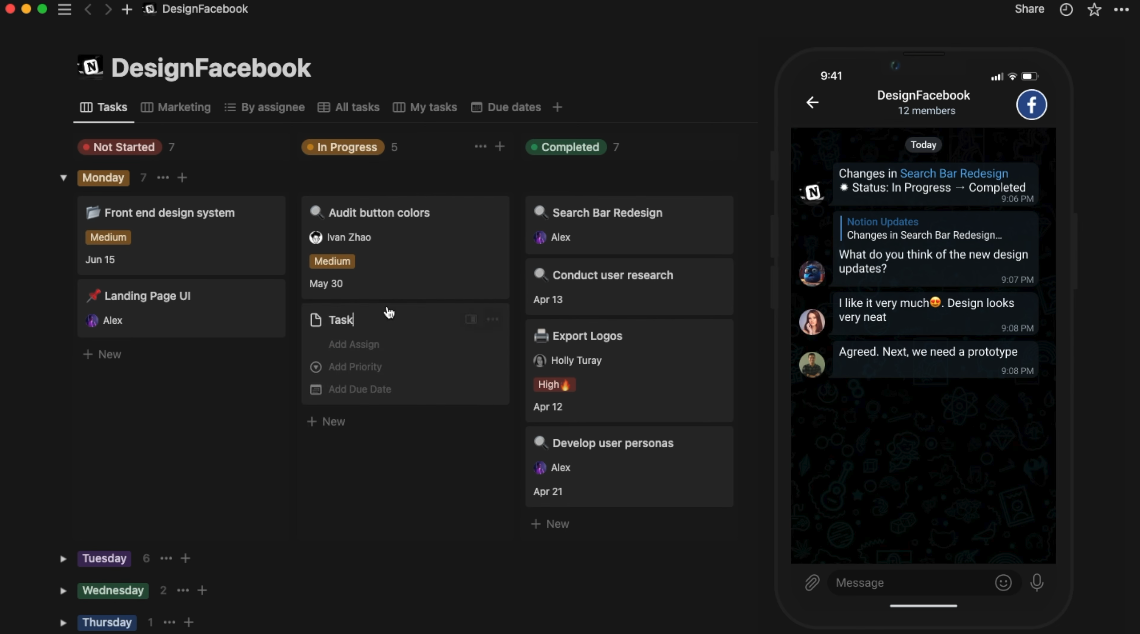 DesignFacebook
Share
DesignFacebook
Tasks
Marketing
By assignee
All tasks
My tasks
Due dates
Not Started 7
In Progress 5
Completed 7
Monday 7
Front end design system
Medium
Jun 15
Landing Page UI
Alex
+ New
Audit button colors
Ivan Zhao
Medium
May 30
Task
Add Assign
Add Priority
Add Due Date
+ New
Search Bar Redesign
Alex
Conduct user research
Apr 13
Export Logos
Holly Turay
High🔥
Apr 12
Develop user personas
Alex
Apr 21
+ New
Tuesday 6
Wednesday 2
Thursday 1
9:41
DesignFacebook
12 members
Today
Changes in Search Bar Redesign
✹ Status: In Progress → Completed
9:06 PM
Notion Updates
Changes in Search Bar Redesign...
What do you think of the new design
updates?
9:07 PM
I like it very much😍. Design looks
very neat
9:08 PM
Agreed. Next, we need a prototype
9:08 PM
Message